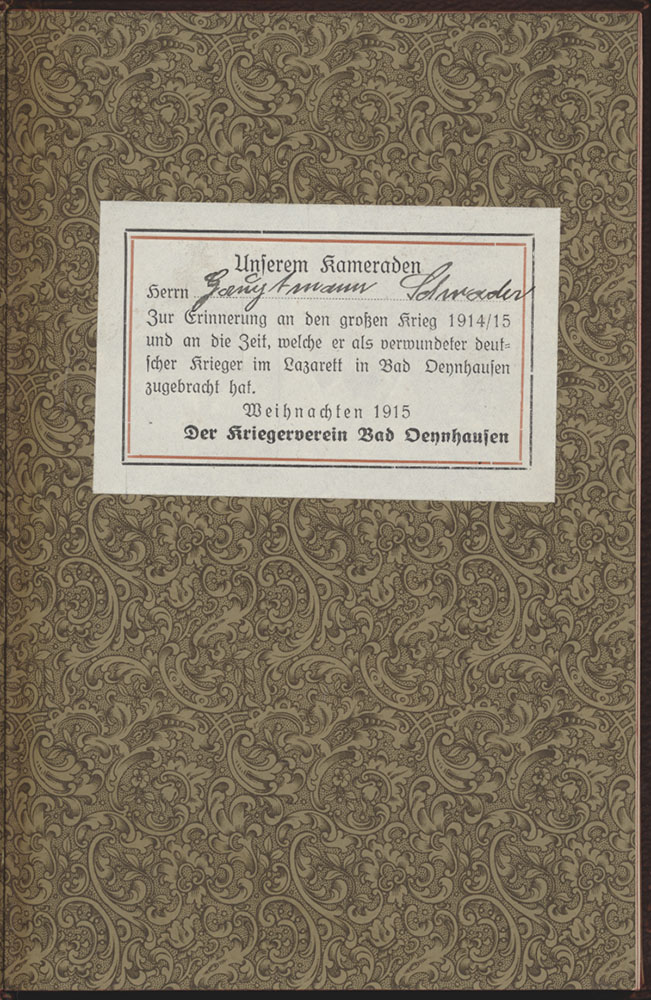 Unserem Kameraden
Herrn Hauptmann Schrader
Zur Erinnerung an den großen Krieg 1914/15
und an die Zeit, welche er als verwundeter deut=
scher Krieger im Lazarett in Bad Oeynhausen
zugebracht hat.
Weihnachten 1915
Der Kriegerverein Bad Oeynhausen